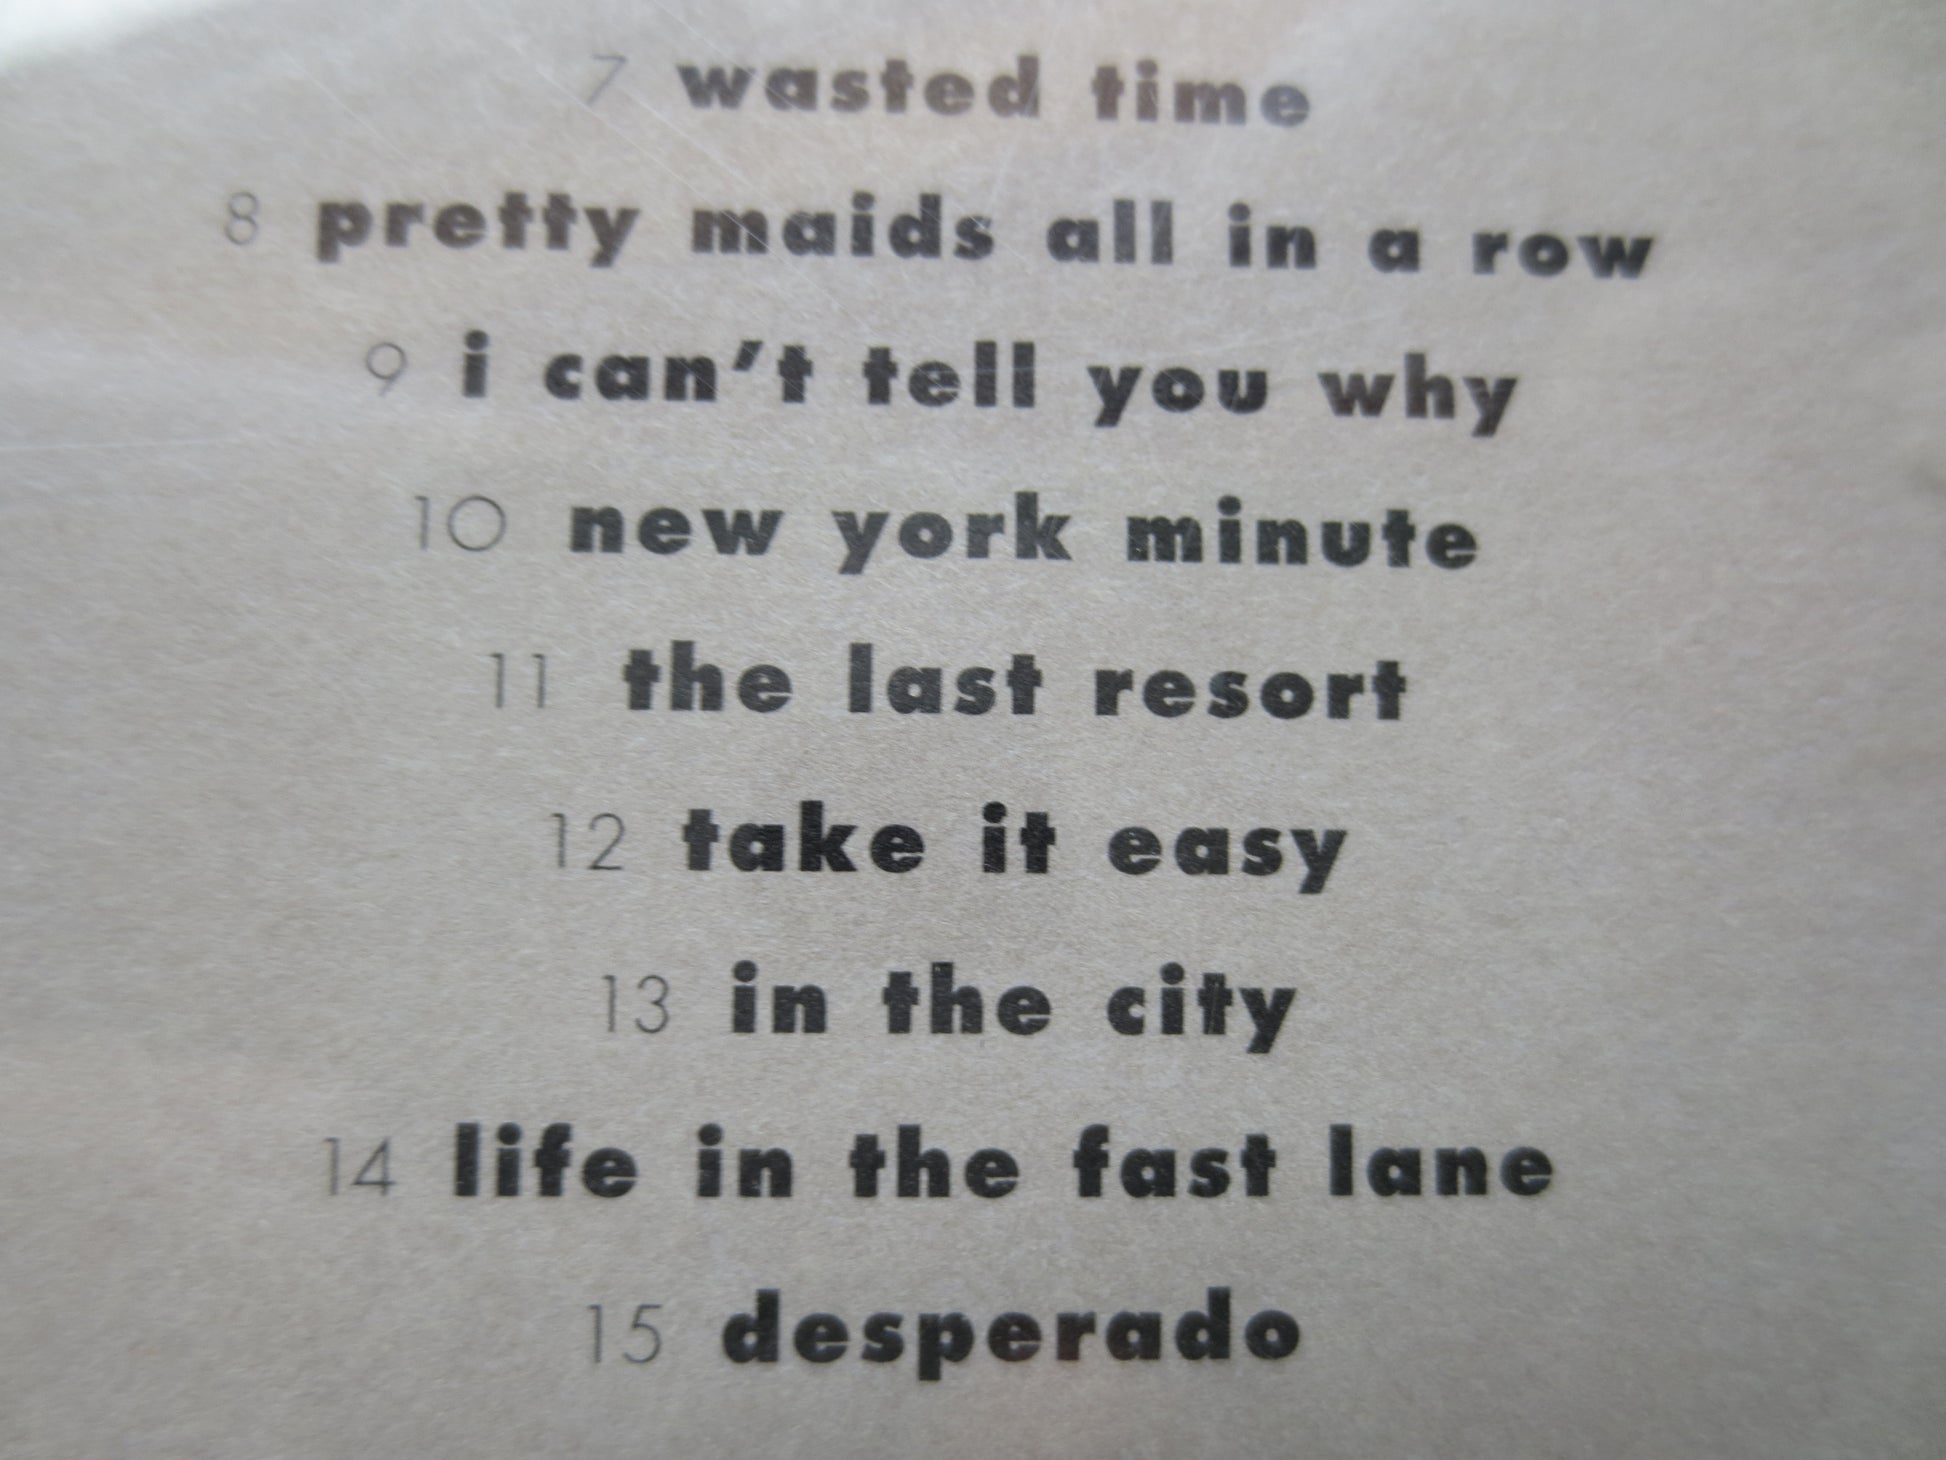 7 wasted time
8 pretty maids all in a row
9 i can't tell you why
10 new york minute
11 the last resort
12 take it easy
13 in the city
14 life in the fast lane
15 desperado